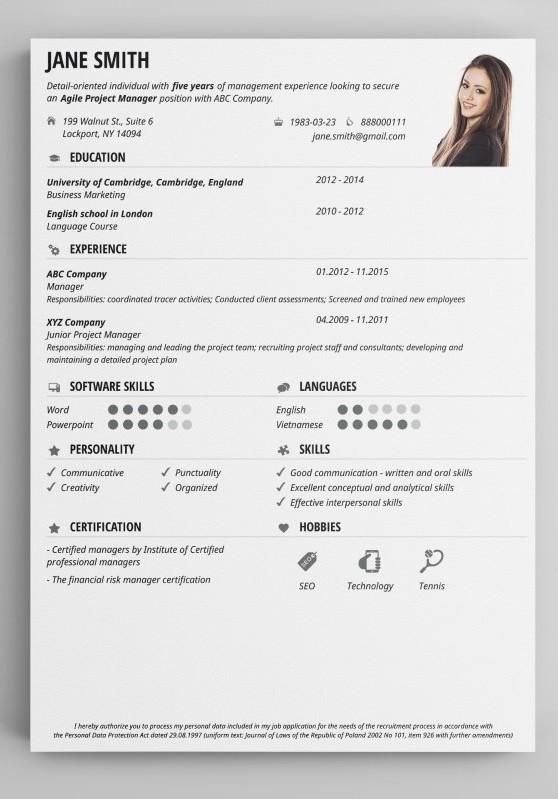 JANE SMITH
Detail-oriented individual with five years of management experience looking to secure
an Agile Project Manager position with ABC Company.
199 Walnut St., Suite 6
Lockport, NY 14094
1983-03-23 888000111
jane.smith@gmail.com
EDUCATION
University of Cambridge, Cambridge, England 2012 - 2014
Business Marketing
English school in London 2010 - 2012
Language Course
EXPERIENCE
ABC Company 01.2012 - 11.2015
Manager
Responsibilities: coordinated tracer activities; Conducted client assessments; Screened and trained new employees
XYZ Company 04.2009 - 11.2011
Junior Project Manager
Responsibilities: managing and leading the project team; recruiting project staff and consultants; developing and
maintaining a detailed project plan
SOFTWARE SKILLS
Word
Powerpoint
LANGUAGES
English
Vietnamese
PERSONALITY
Communicative Punctuality
Creativity Organized
SKILLS
Good communication - written and oral skills
Excellent conceptual and analytical skills
Effective interpersonal skills
CERTIFICATION
- Certified managers by Institute of Certified
professional managers
- The financial risk manager certification
HOBBIES
SEO
SEO Technology Tennis
I hereby authorize you to process my personal data included in my job application for the needs of the recruitment process in accordance with
the Personal Data Protection Act dated 29.08.1997 (uniform text: Journal of Laws of the Republic of Poland 2002 No 101, item 926 with further amendments)